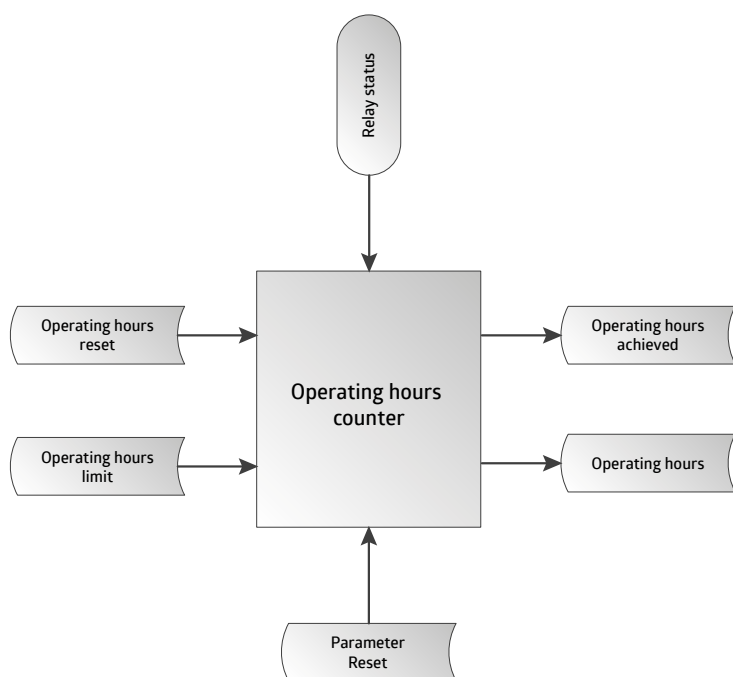 Relay status
Operating hours
reset
Operating hours
achieved
Operating hours
counter
Operating hours
limit
Operating hours
Parameter
Reset